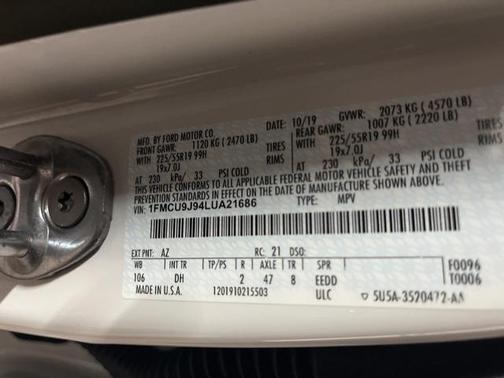 MFD. BY FORD MOTOR CO.
DATE: 10/19 GVWR: 2073 KG (4570 LB)
FRONT GAWR: 1120 KG (2470 LB)
REAR GAWR: 1007 KG (2220 LB)
WITH 225/55R19 99H TIRES
WITH 225/55R19 99H TIRES
19x7.0J RIMS
19x7.0J RIMS
AT 230 kPa/ 33 PSI COLD
AT 230 kPa/ 33
THIS VEHICLE CONFORMS TO ALL APPLICABLE FEDERAL MOTOR VEHICLE SAFETY AND THEFT PREVENTION STANDARDS IN EFFECT ON THE DATE OF MANUFACTURE SHOWN
VIN: 1FMCU9J94LUA21686 TYPE: MPV
EXT PNT: AZ RC: 21 DSO: F0096
WB INT TR TP/PS R AXLE TR SPR T0006
106 DH 2 47 8 EEDD
MADE IN U.S.A. 1201910215503 ULC 5U5A-3520472-AA